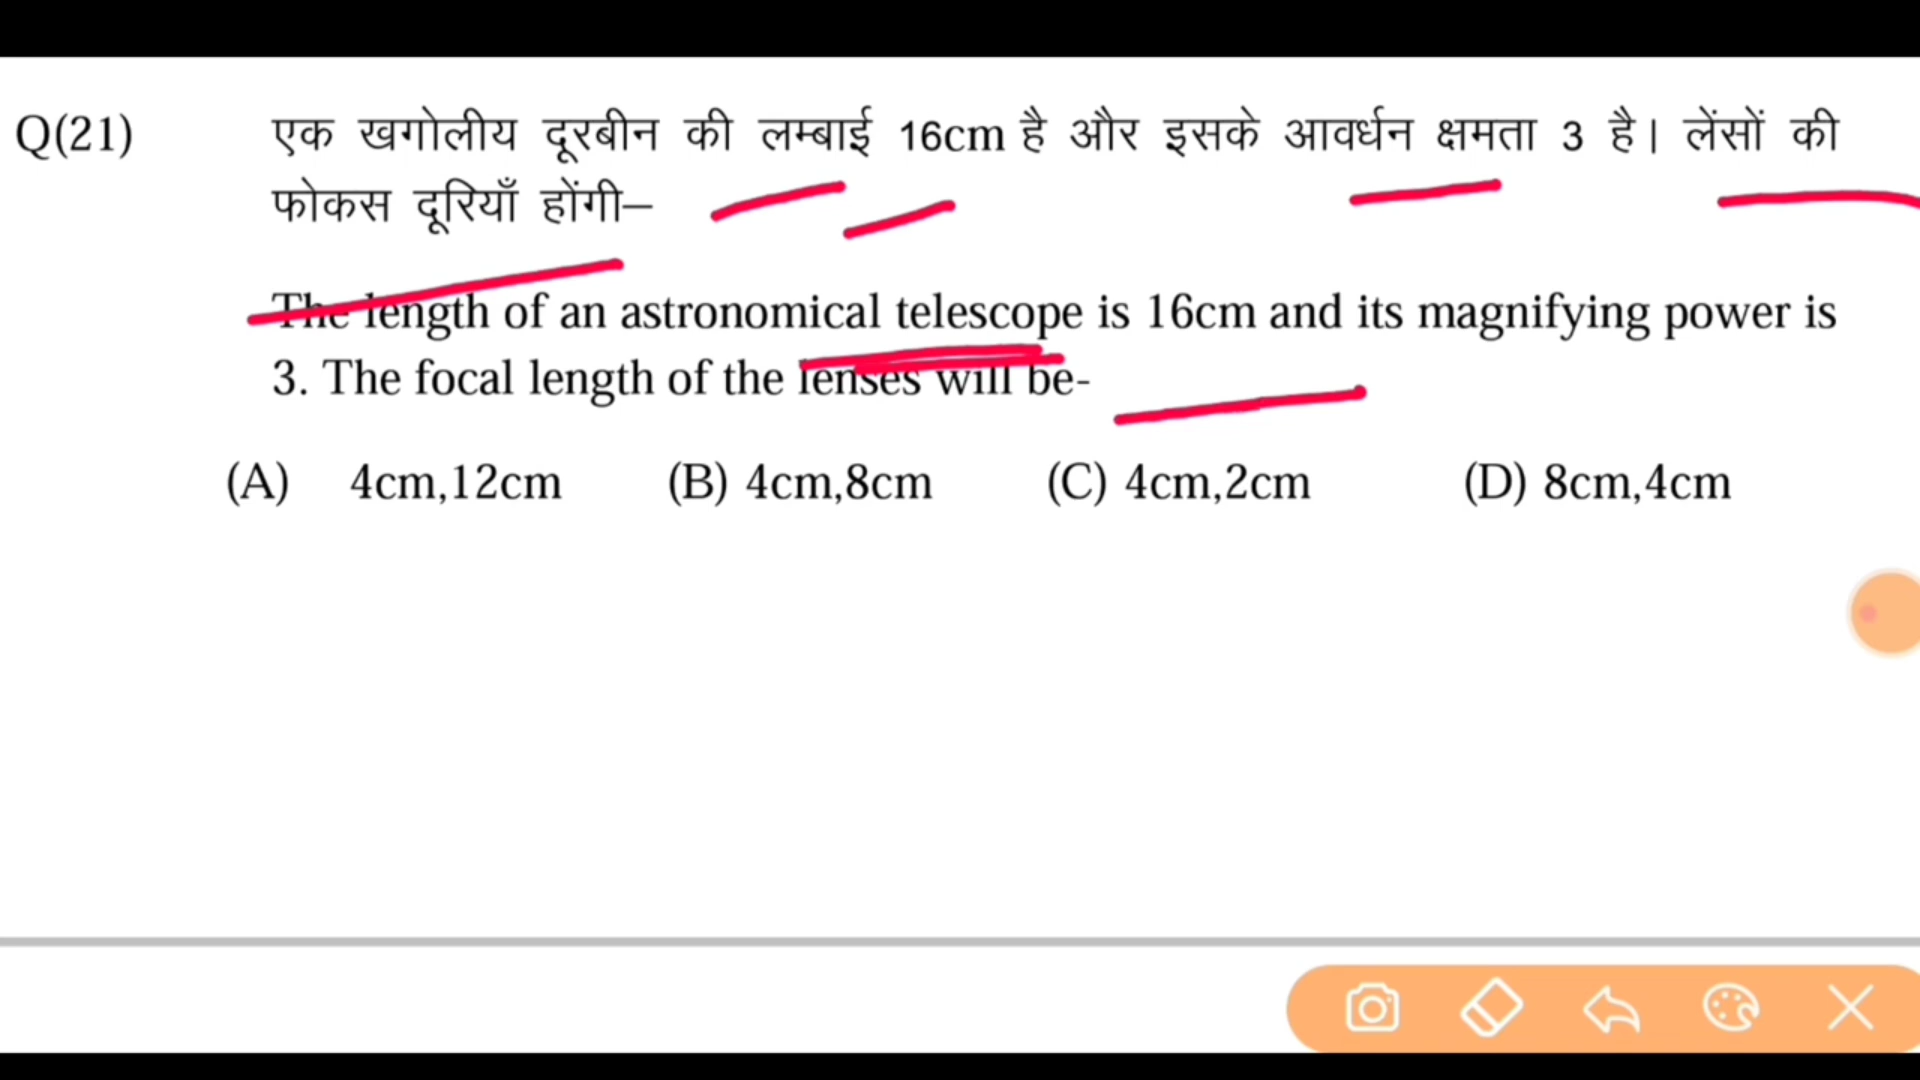 Q(21) एक खगोलीय दूरबीन की लम्बाई 16cm है और इसके आवर्धन क्षमता 3 है। लेंसों की
फोकस दूरियाँ होंगी–
The length of an astronomical telescope is 16cm and its magnifying power is
3. The focal length of the lenses will be-
(A) 4cm,12cm (B) 4cm,8cm (C) 4cm,2cm (D) 8cm,4cm